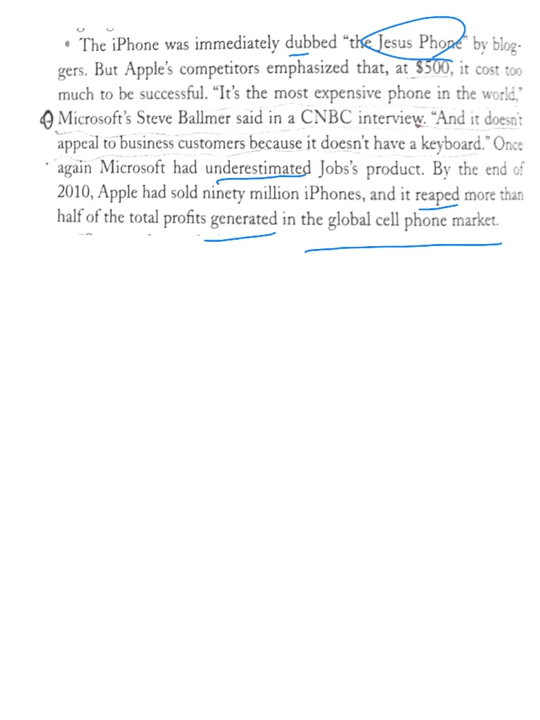 • The iPhone was immediately dubbed “the Jesus Phone” by blog-
gers. But Apple’s competitors emphasized that, at $500, it cost too
much to be successful. “It’s the most expensive phone in the world,”
Microsoft’s Steve Ballmer said in a CNBC interview. “And it doesn’t
appeal to business customers because it doesn’t have a keyboard.” Once
again Microsoft had underestimated Jobs’s product. By the end of
2010, Apple had sold ninety million iPhones, and it reaped more than
half of the total profits generated in the global cell phone market.